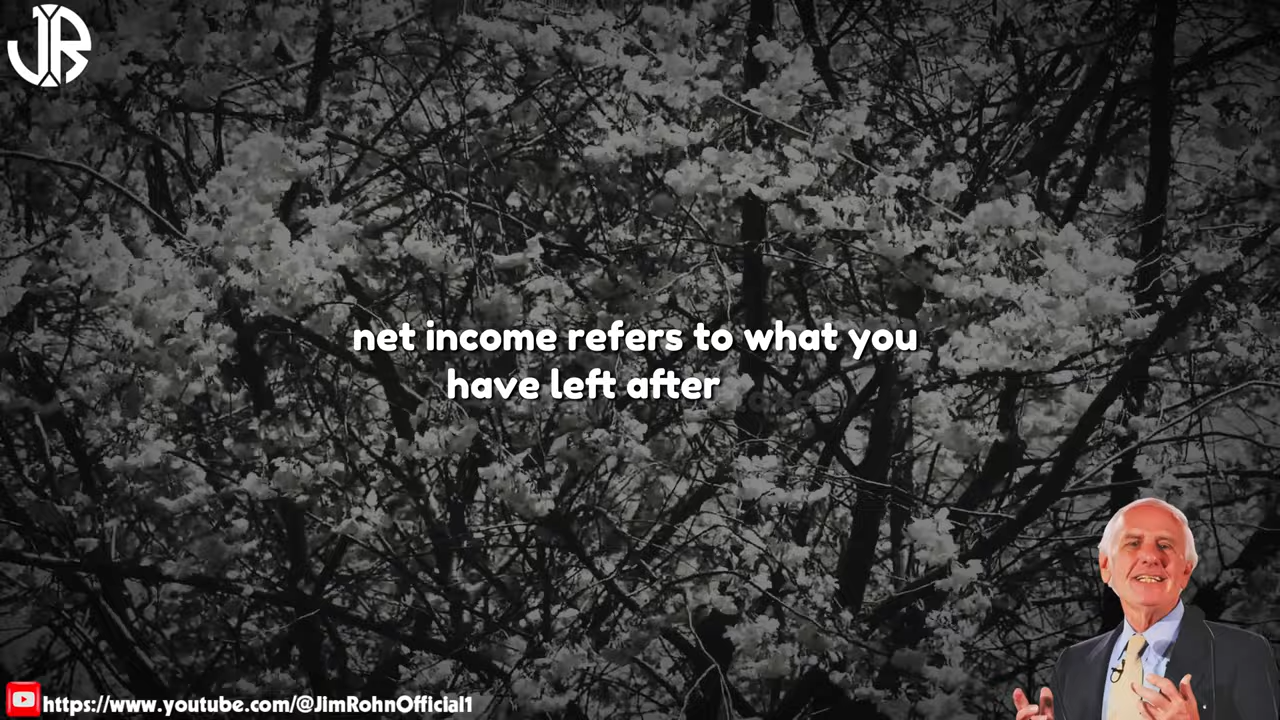 JR
net income refers to what you
have left after
https://www.youtube.com/@JimRohnOfficial1